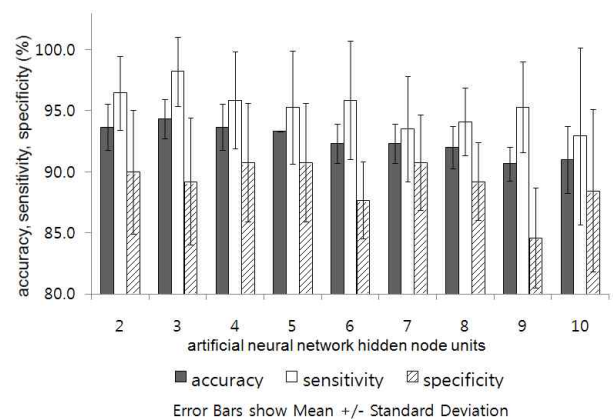 accuracy, sensitivity, specificity (%)
100.0
95.0
90.0
85.0
80.0
2 3 4 5 6 7 8 9 10
artificial neural network hidden node units
accuracy sensitivity specificity
Error Bars show Mean +/- Standard Deviation